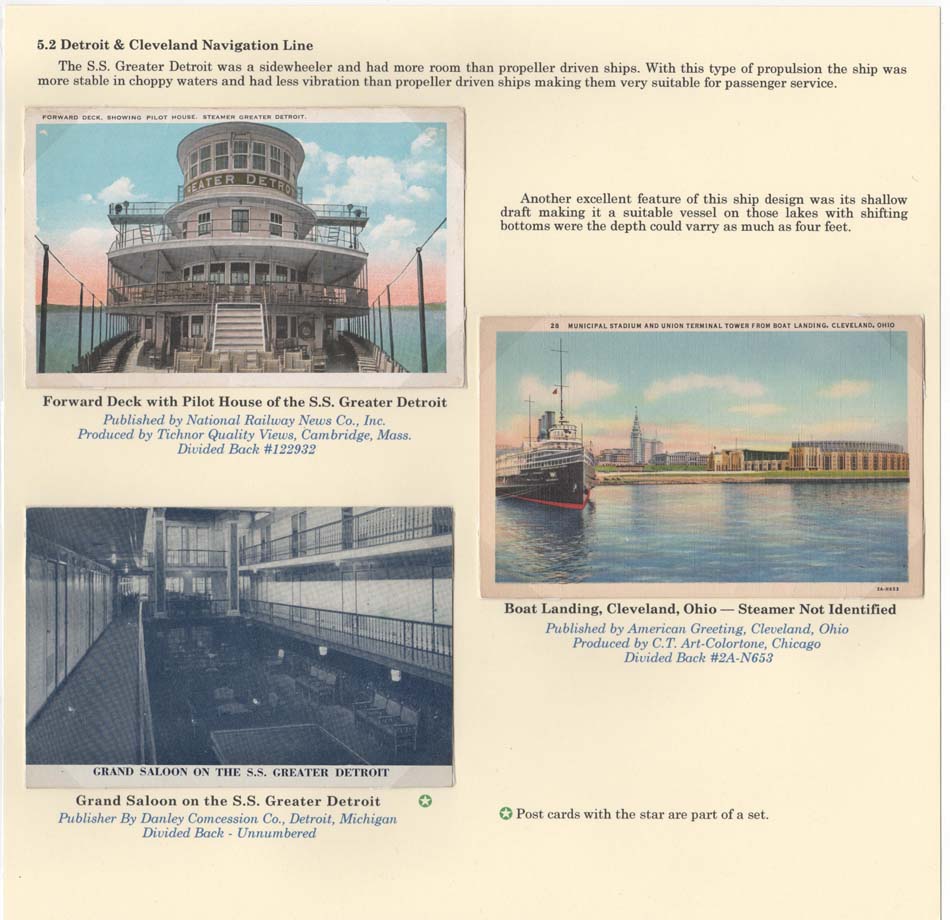 5.2 Detroit & Cleveland Navigation Line
The S.S. Greater Detroit was a sidewheeler and had more room than propeller driven ships. With this type of propulsion the ship was
more stable in choppy waters and had less vibration than propeller driven ships making them very suitable for passenger service.
FORWARD DECK, SHOWING PILOT HOUSE. STEAMER GREATER DETROIT.
EATER DETRO
Forward Deck with Pilot House of the S.S. Greater Detroit
Published by National Railway News Co., Inc.
Produced by Tichnor Quality Views, Cambridge, Mass.
Divided Back #122932
Another excellent feature of this ship design was its shallow
draft making it a suitable vessel on those lakes with shifting
bottoms were the depth could varry as much as four feet.
28 MUNICIPAL STADIUM AND UNION TERMINAL TOWER FROM BOAT LANDING, CLEVELAND, OHIO
2A-N653
Boat Landing, Cleveland, Ohio — Steamer Not Identified
Published by American Greeting, Cleveland, Ohio
Produced by C.T. Art-Colortone, Chicago
Divided Back #2A-N653
GRAND SALOON ON THE S.S. GREATER DETROIT
Grand Saloon on the S.S. Greater Detroit
Publisher By Danley Comcession Co., Detroit, Michigan
Divided Back - Unnumbered
Post cards with the star are part of a set.